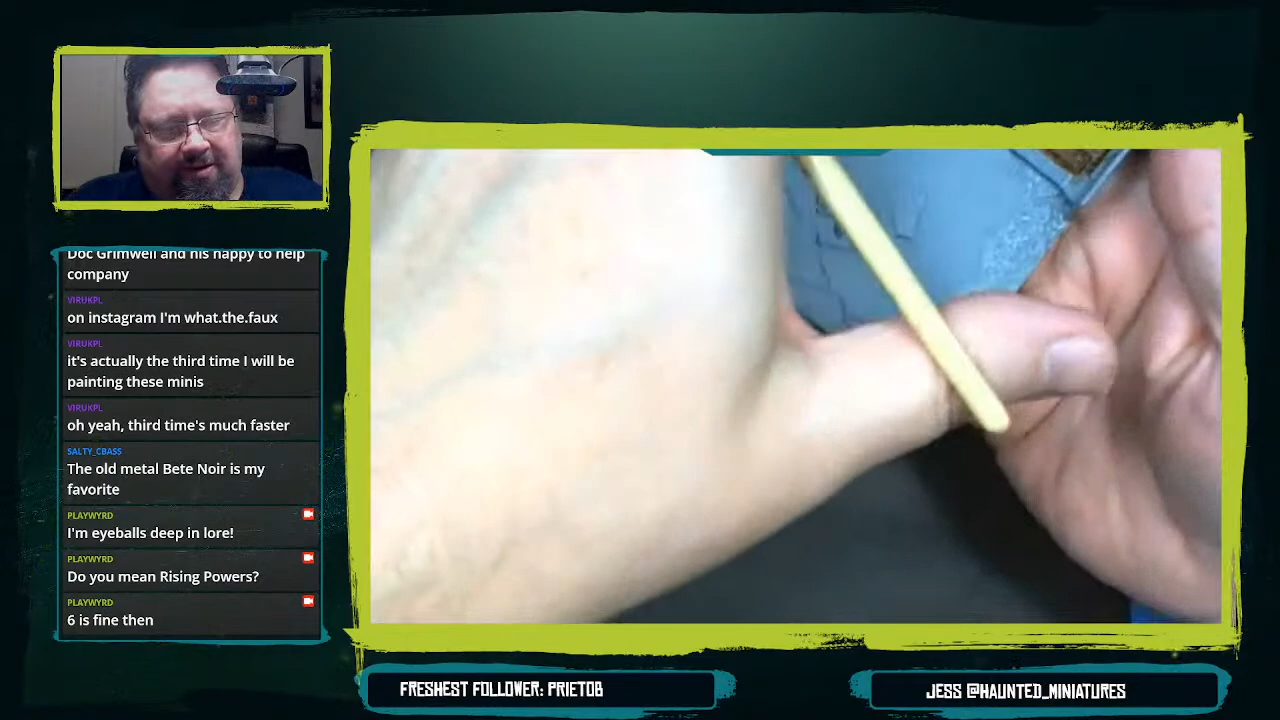 Doc Grimwell and his happy to help
company
VIRUKPL
on instagram I'm what.the.faux
VIRUKPL
it's actually the third time I will be
painting these minis
VIRUKPL
oh yeah, third time's much faster
SALTY_CBASS
The old metal Bete Noir is my
favorite
PLAYWYRD
I'm eyeballs deep in lore!
PLAYWYRD
Do you mean Rising Powers?
PLAYWYRD
6 is fine then
FRESHEST FOLLOWER: PRIETOB
JESS @HAUNTED_MINIATURES